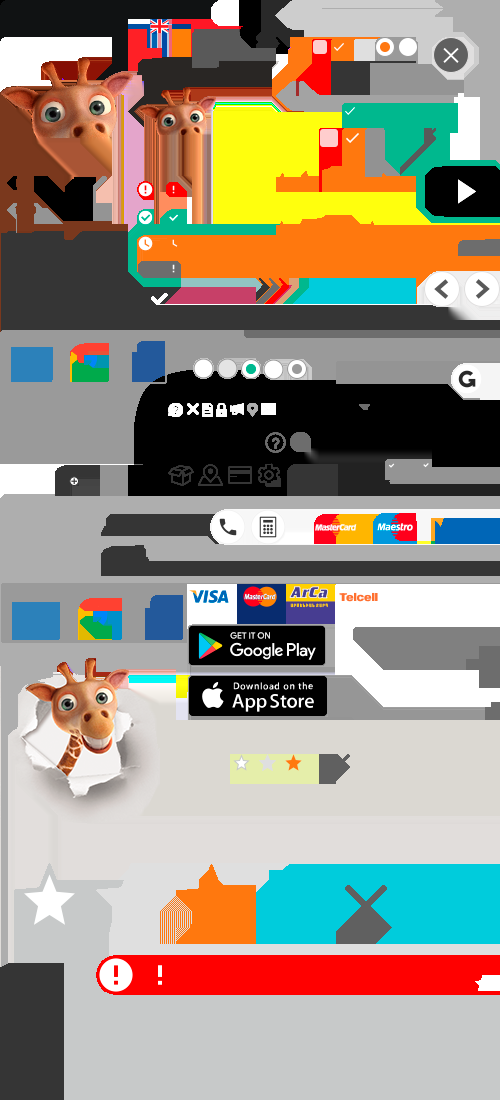 G
MasterCard Maestro
VISA MasterCard ArCa Telcell
GET IT ON
Google Play
Download on the
App Store